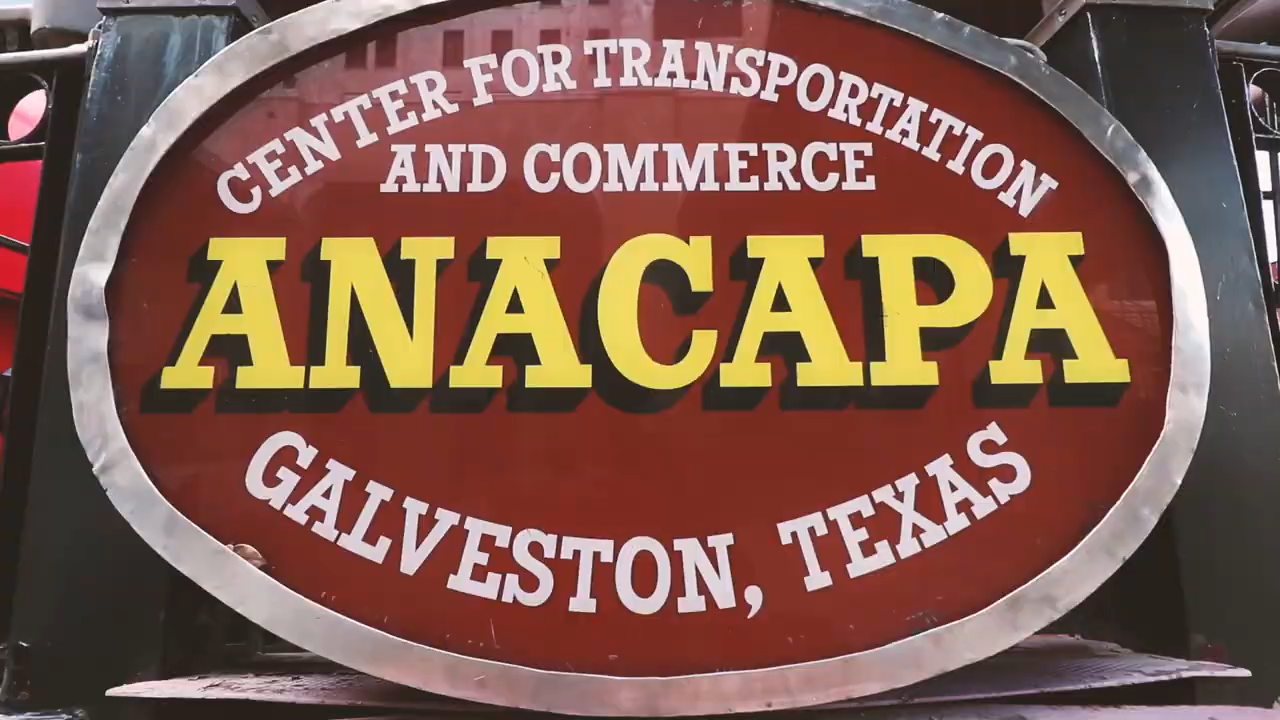 CENTER FOR TRANSPORTATION
AND COMMERCE
ANACAPA
GALVESTON, TEXAS